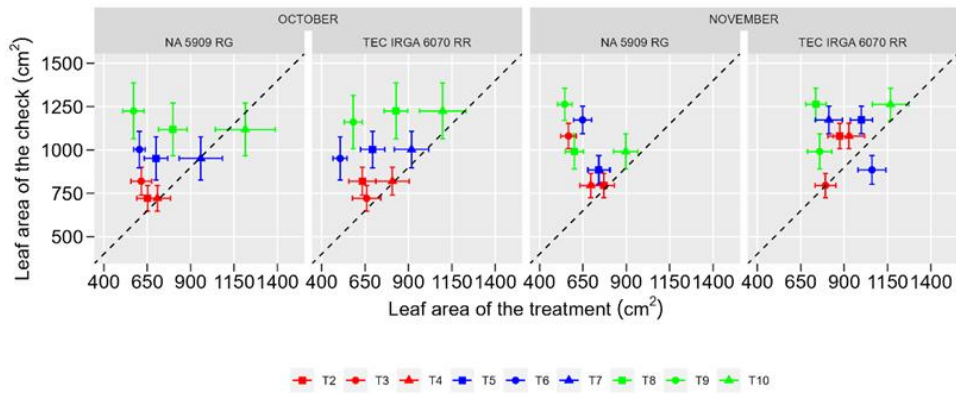 OCTOBER NOVEMBER
NA 5909 RG TEC IRGA 6070 RR NA 5909 RG TEC IRGA 6070 RR
Leaf area of the check (cm²)
1500
1250
1000
750
500
400 650 900 1150 1400 400 650 900 1150 1400 400 650 900 1150 1400 400 650 900 1150 1400
Leaf area of the treatment (cm²)
T2 T3 T4 T5 T6 T7 T8 T9 T10